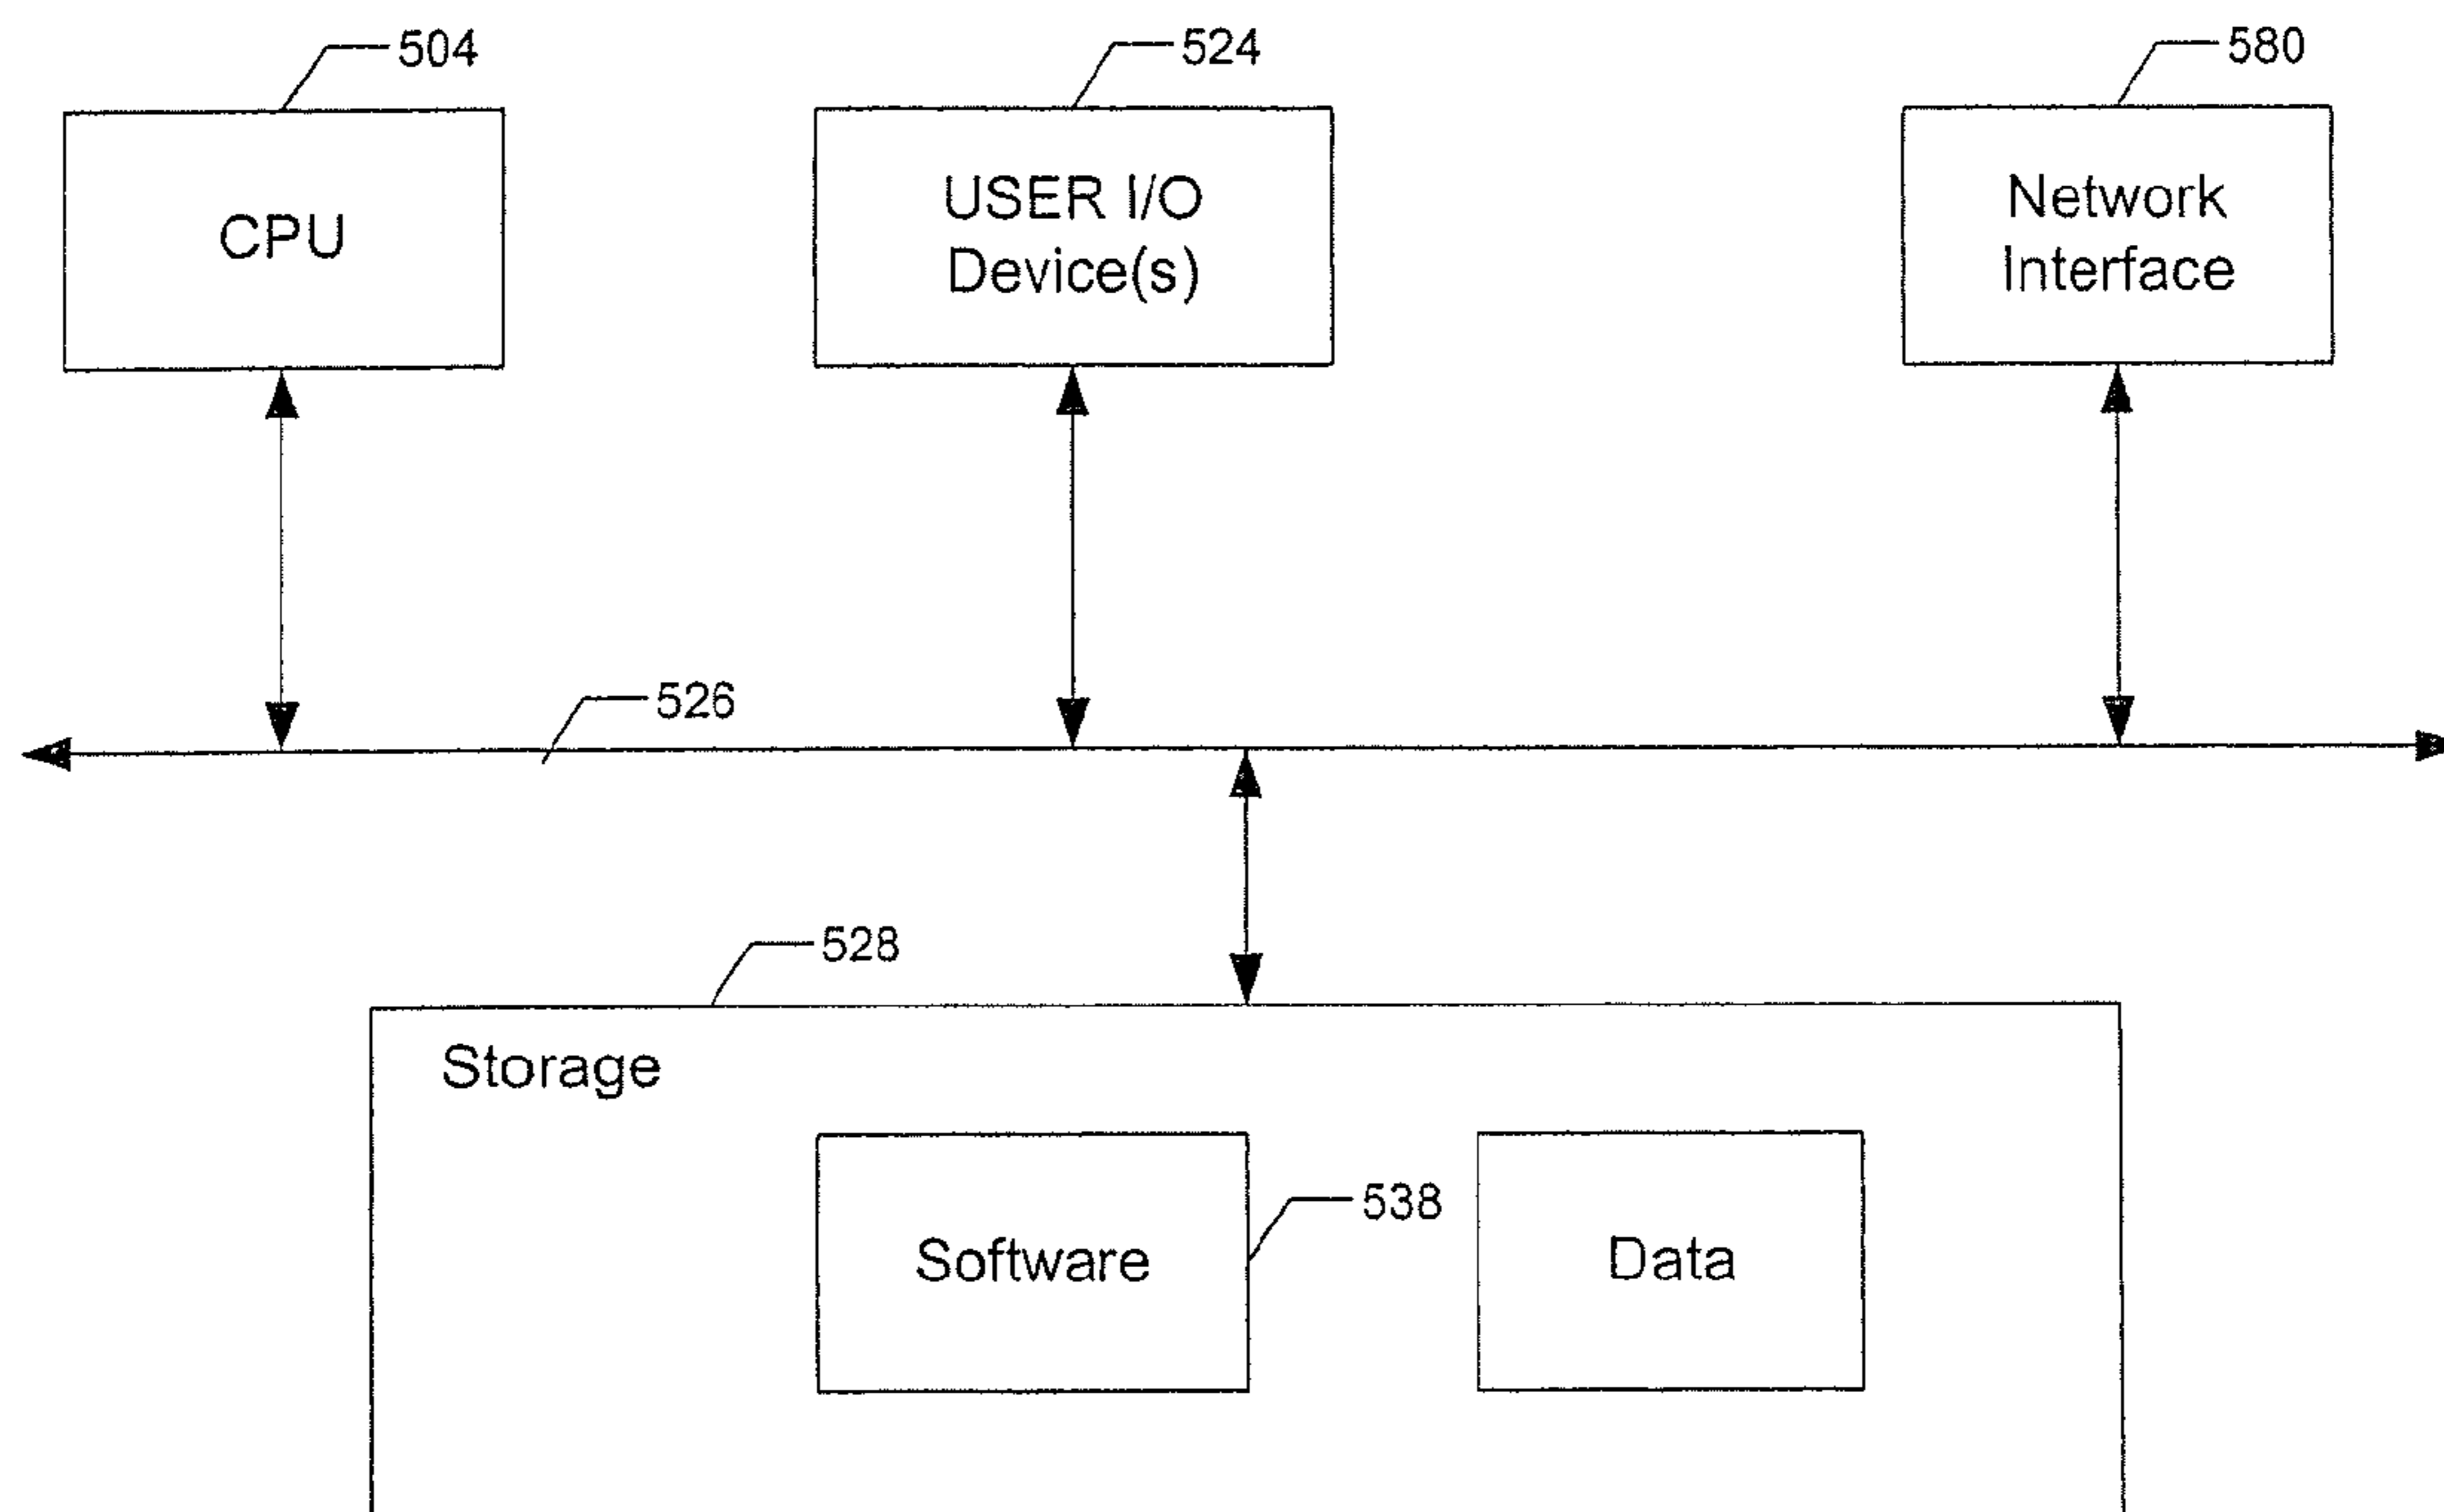 504
524
580
CPU
USER I/O
Device(s)
Network
Interface
526
528
Storage
538
Software
Data